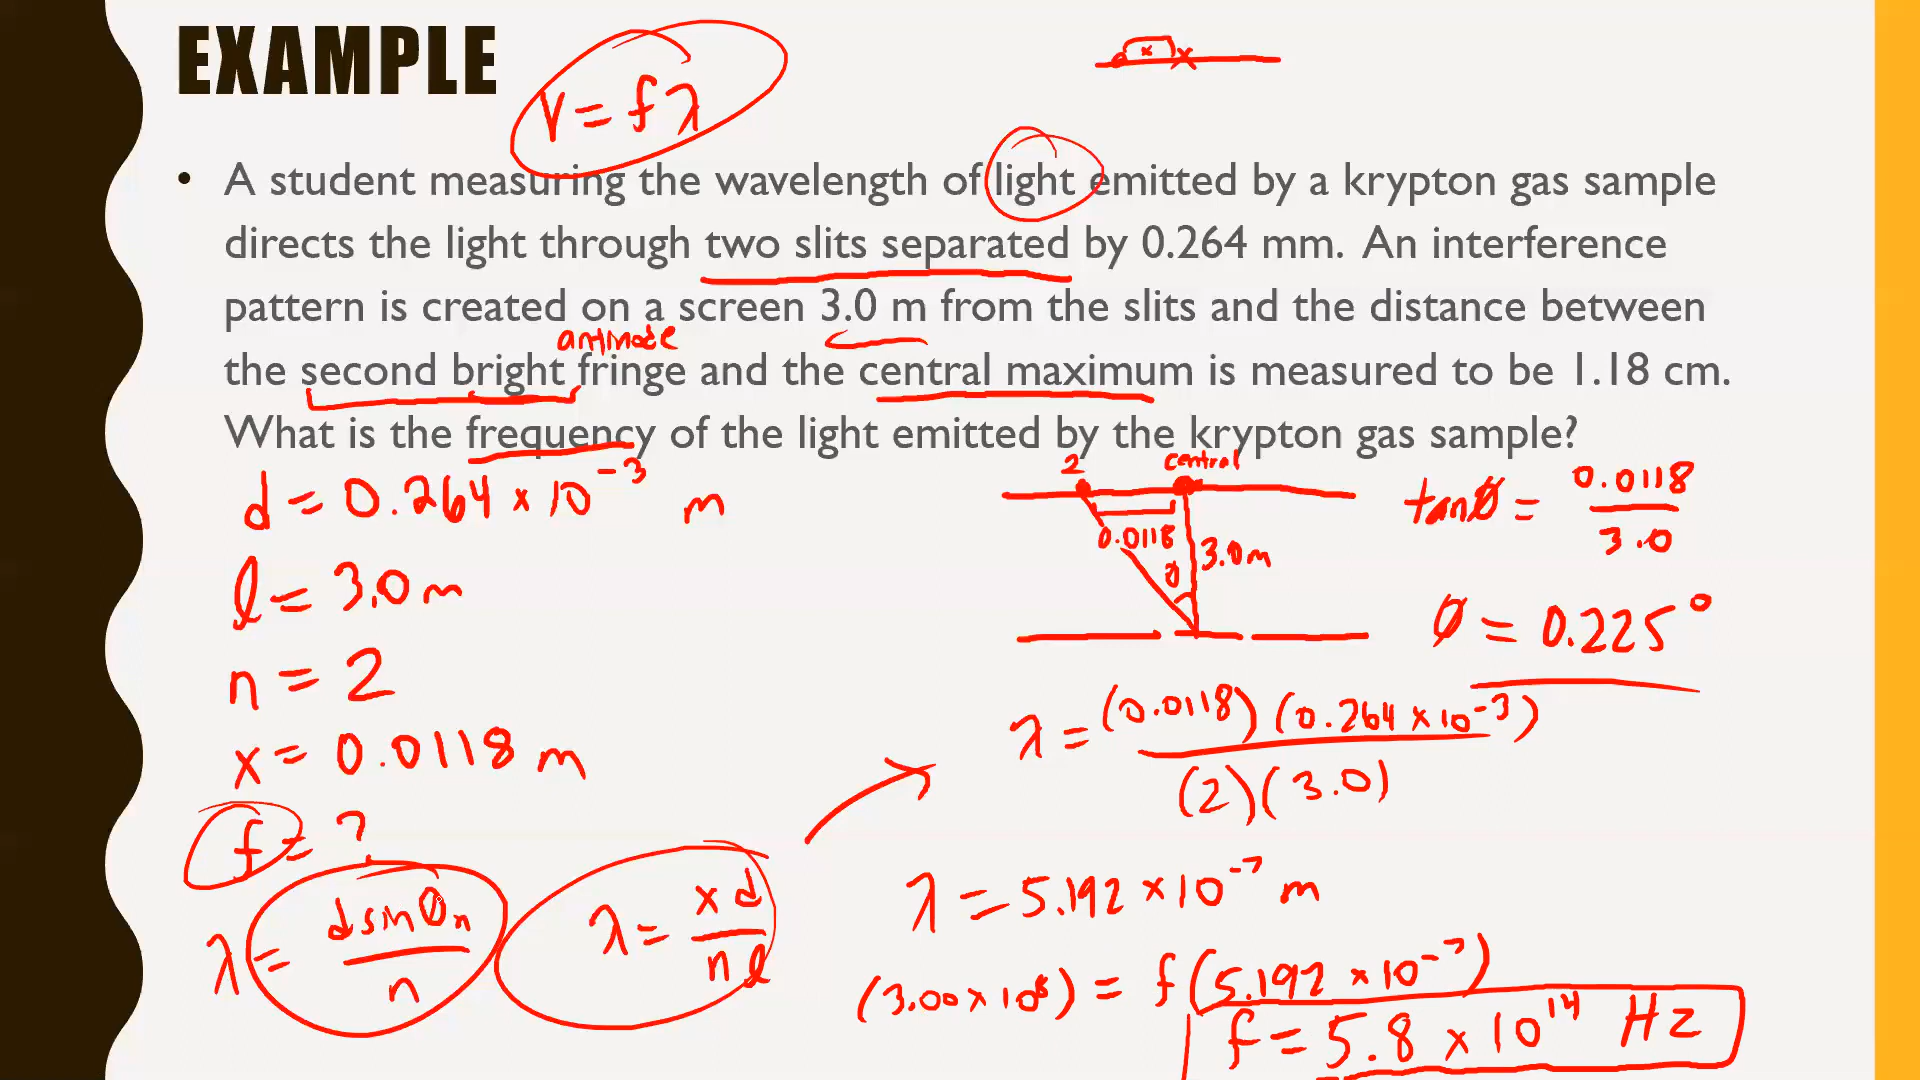 EXAMPLE
v = fλ
• A student measuring the wavelength of light emitted by a krypton gas sample
directs the light through two slits separated by 0.264 mm. An interference
pattern is created on a screen 3.0 m from the slits and the distance between
antinode
the second bright fringe and the central maximum is measured to be 1.18 cm.
What is the frequency of the light emitted by the krypton gas sample?
d = 0.264 × 10⁻³ m
l = 3.0 m
n = 2
x = 0.0118 m
f = ?
λ = d sin θₙ / n
λ = x d / n l
2 central
0.0118
θ 3.0 m
tan θ = 0.0118 / 3.0
θ = 0.225°
λ = (0.0118)(0.264 × 10⁻³) / (2)(3.0)
λ = 5.192 × 10⁻⁷ m
(3.00 × 10⁸) = f(5.192 × 10⁻⁷)
f = 5.8 × 10¹⁴ Hz